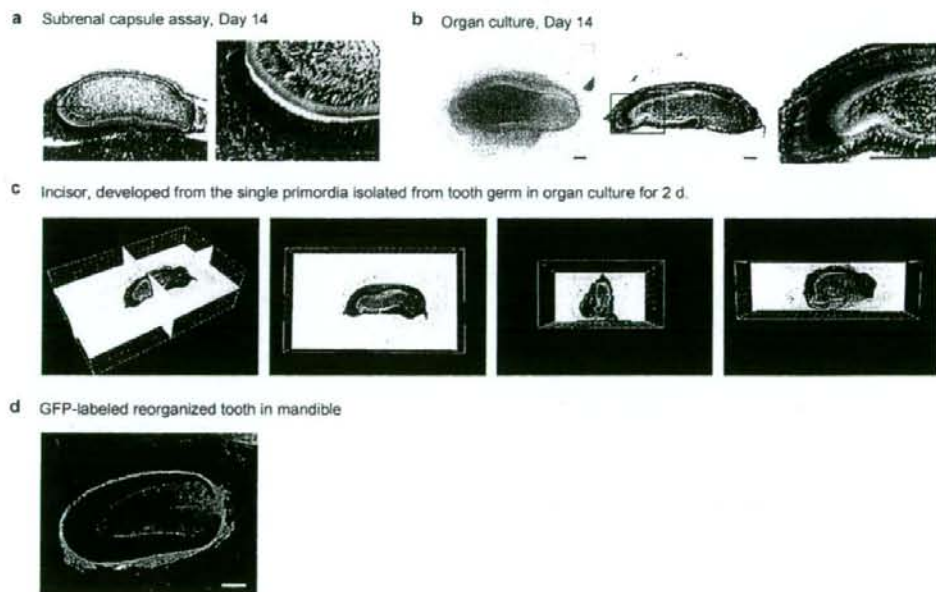 a Subrenal capsule assay, Day 14
b Organ culture, Day 14
c Incisor, developed from the single primordia isolated from tooth germ in organ culture for 2 d.
d GFP-labeled reorganized tooth in mandible